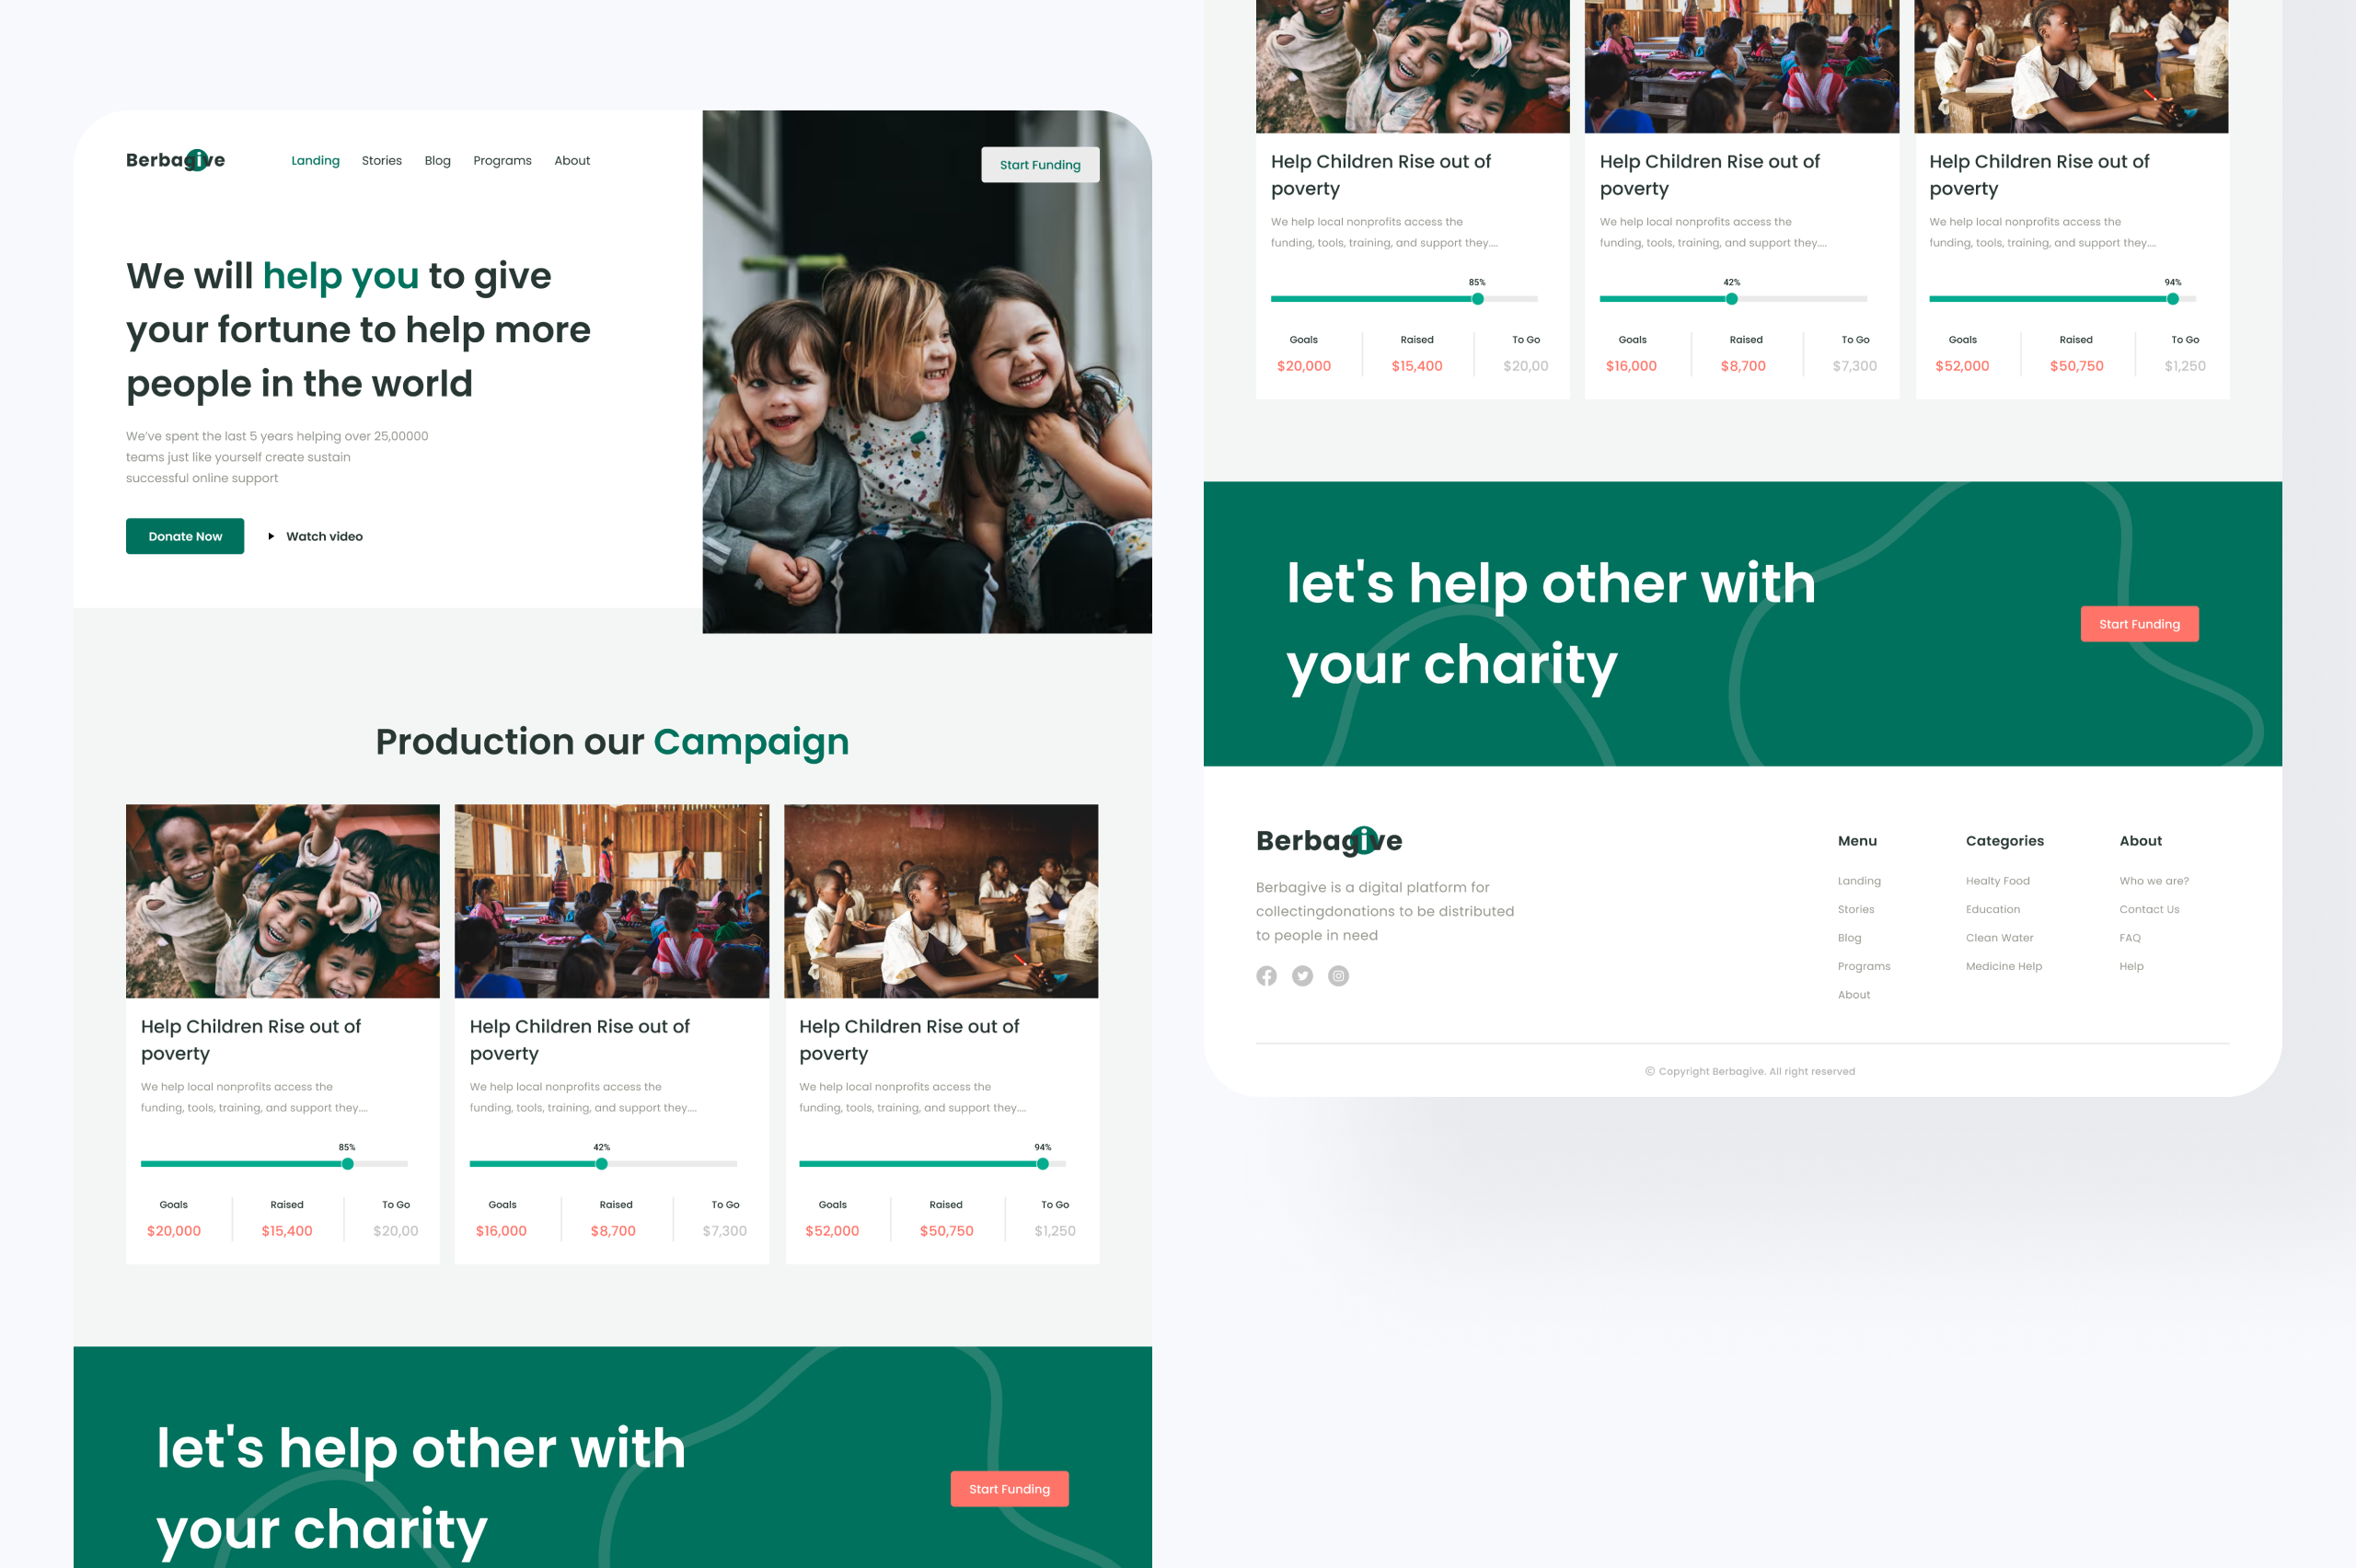 Berbagive
Landing Stories Blog Programs About
Start Funding
We will help you to give
your fortune to help more
people in the world
We've spent the last 5 years helping over 25,00000
teams just like yourself create sustain
successful online support
Donate Now
Watch video
Production our Campaign
Help Children Rise out of
poverty
We help local nonprofits access the
funding, tools, training, and support they....
85%
Goals Raised To Go
$20,000 $15,400 $20,00
Help Children Rise out of
poverty
We help local nonprofits access the
funding, tools, training, and support they....
42%
Goals Raised To Go
$16,000 $8,700 $7,300
Help Children Rise out of
poverty
We help local nonprofits access the
funding, tools, training, and support they....
94%
Goals Raised To Go
$52,000 $50,750 $1,250
let's help other with
your charity
Start Funding
Help Children Rise out of
poverty
We help local nonprofits access the
funding, tools, training, and support they....
85%
Goals Raised To Go
$20,000 $15,400 $20,00
Help Children Rise out of
poverty
We help local nonprofits access the
funding, tools, training, and support they....
42%
Goals Raised To Go
$16,000 $8,700 $7,300
Help Children Rise out of
poverty
We help local nonprofits access the
funding, tools, training, and support they....
94%
Goals Raised To Go
$52,000 $50,750 $1,250
let's help other with
your charity
Start Funding
Berbagive
Berbagive is a digital platform for
collectingdonations to be distributed
to people in need
Menu
Landing
Stories
Blog
Programs
About
Categories
Healty Food
Education
Clean Water
Medicine Help
About
Who we are?
Contact Us
FAQ
Help
© Copyright Berbagive. All right reserved